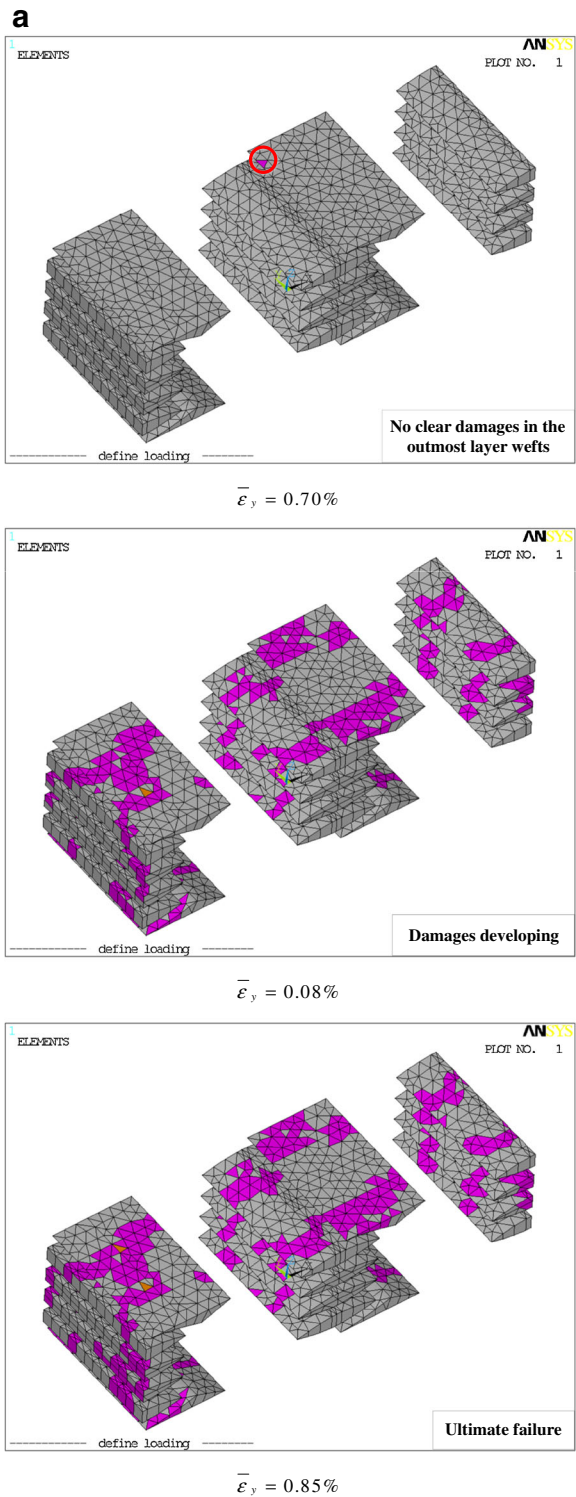 a
1
ELEMENTS
ANSYS
PLOT NO. 1
No clear damages in the
outmost layer wefts
------------ define loading --------
ε̅ y = 0.70%
1
ELEMENTS
ANSYS
PLOT NO. 1
Damages developing
------------ define loading --------
ε̅ y = 0.08%
1
ELEMENTS
ANSYS
PLOT NO. 1
Ultimate failure
------------ define loading --------
ε̅ y = 0.85%